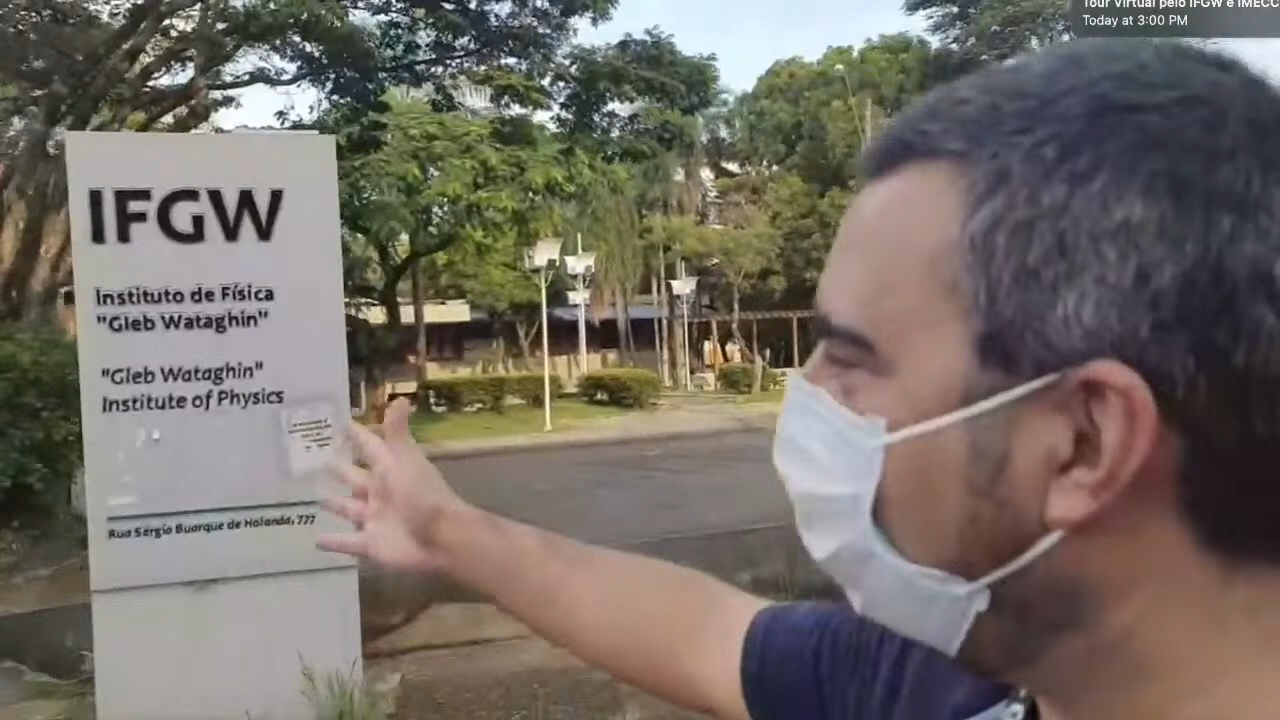 Tour Virtual pelo IFGW e IMECC
Today at 3:00 PM
IFGW
Instituto de Física
"Gleb Wataghin"
"Gleb Wataghin"
Institute of Physics
Rua Sérgio Buarque de Holanda, 777